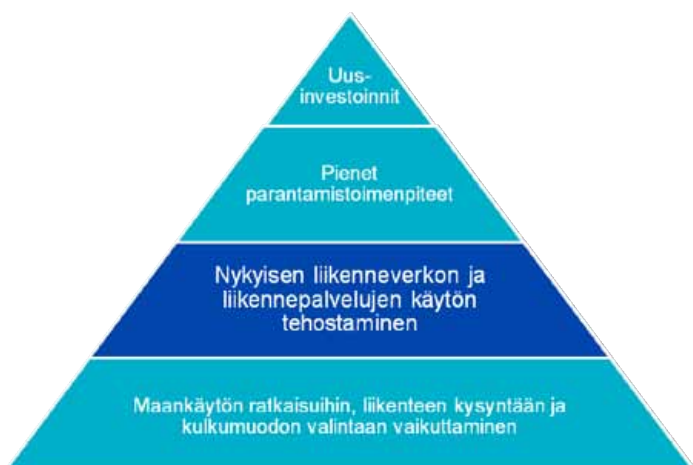 Uus-
investoinnit
Pienet
parantamistoimenpiteet
Nykyisen liikenneverkon ja
liikennepalvelujen käytön
tehostaminen
Maankäytön ratkaisuihin, liikenteen kysyntään ja
kulkumuodon valintaan vaikuttaminen